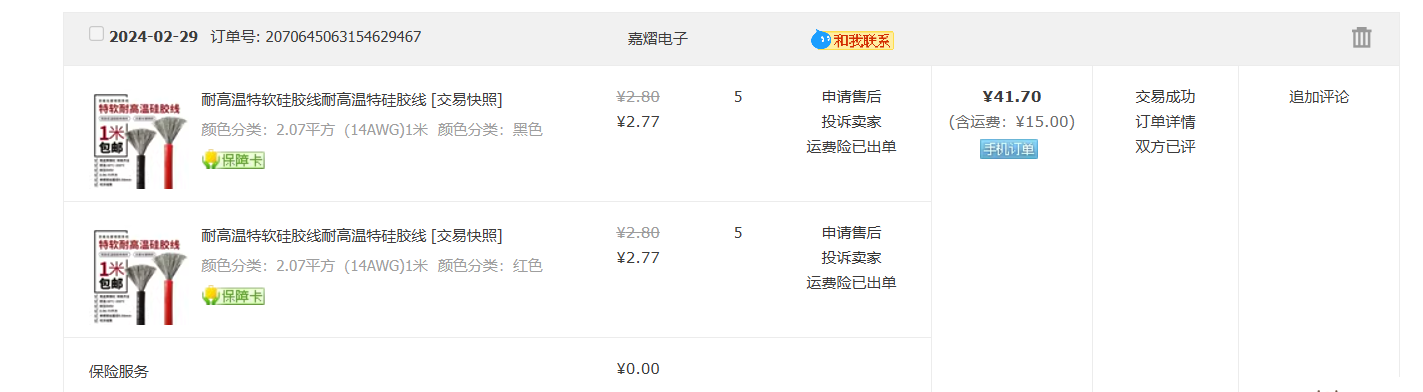 2024-02-29 订单号: 2070645063154629467 嘉熠电子 和我联系
特软耐高温硅胶线
1米
包邮
耐高温特软硅胶线耐高温特硅胶线 [交易快照]
颜色分类：2.07平方 (14AWG)1米 颜色分类：黑色
保障卡
¥2.80
¥2.77
5
申请售后
投诉卖家
运费险已出单
¥41.70
(含运费：¥15.00)
手机订单
交易成功
订单详情
双方已评
追加评论
特软耐高温硅胶线
1米
包邮
耐高温特软硅胶线耐高温特硅胶线 [交易快照]
颜色分类：2.07平方 (14AWG)1米 颜色分类：红色
保障卡
¥2.80
¥2.77
5
申请售后
投诉卖家
运费险已出单
保险服务 ¥0.00